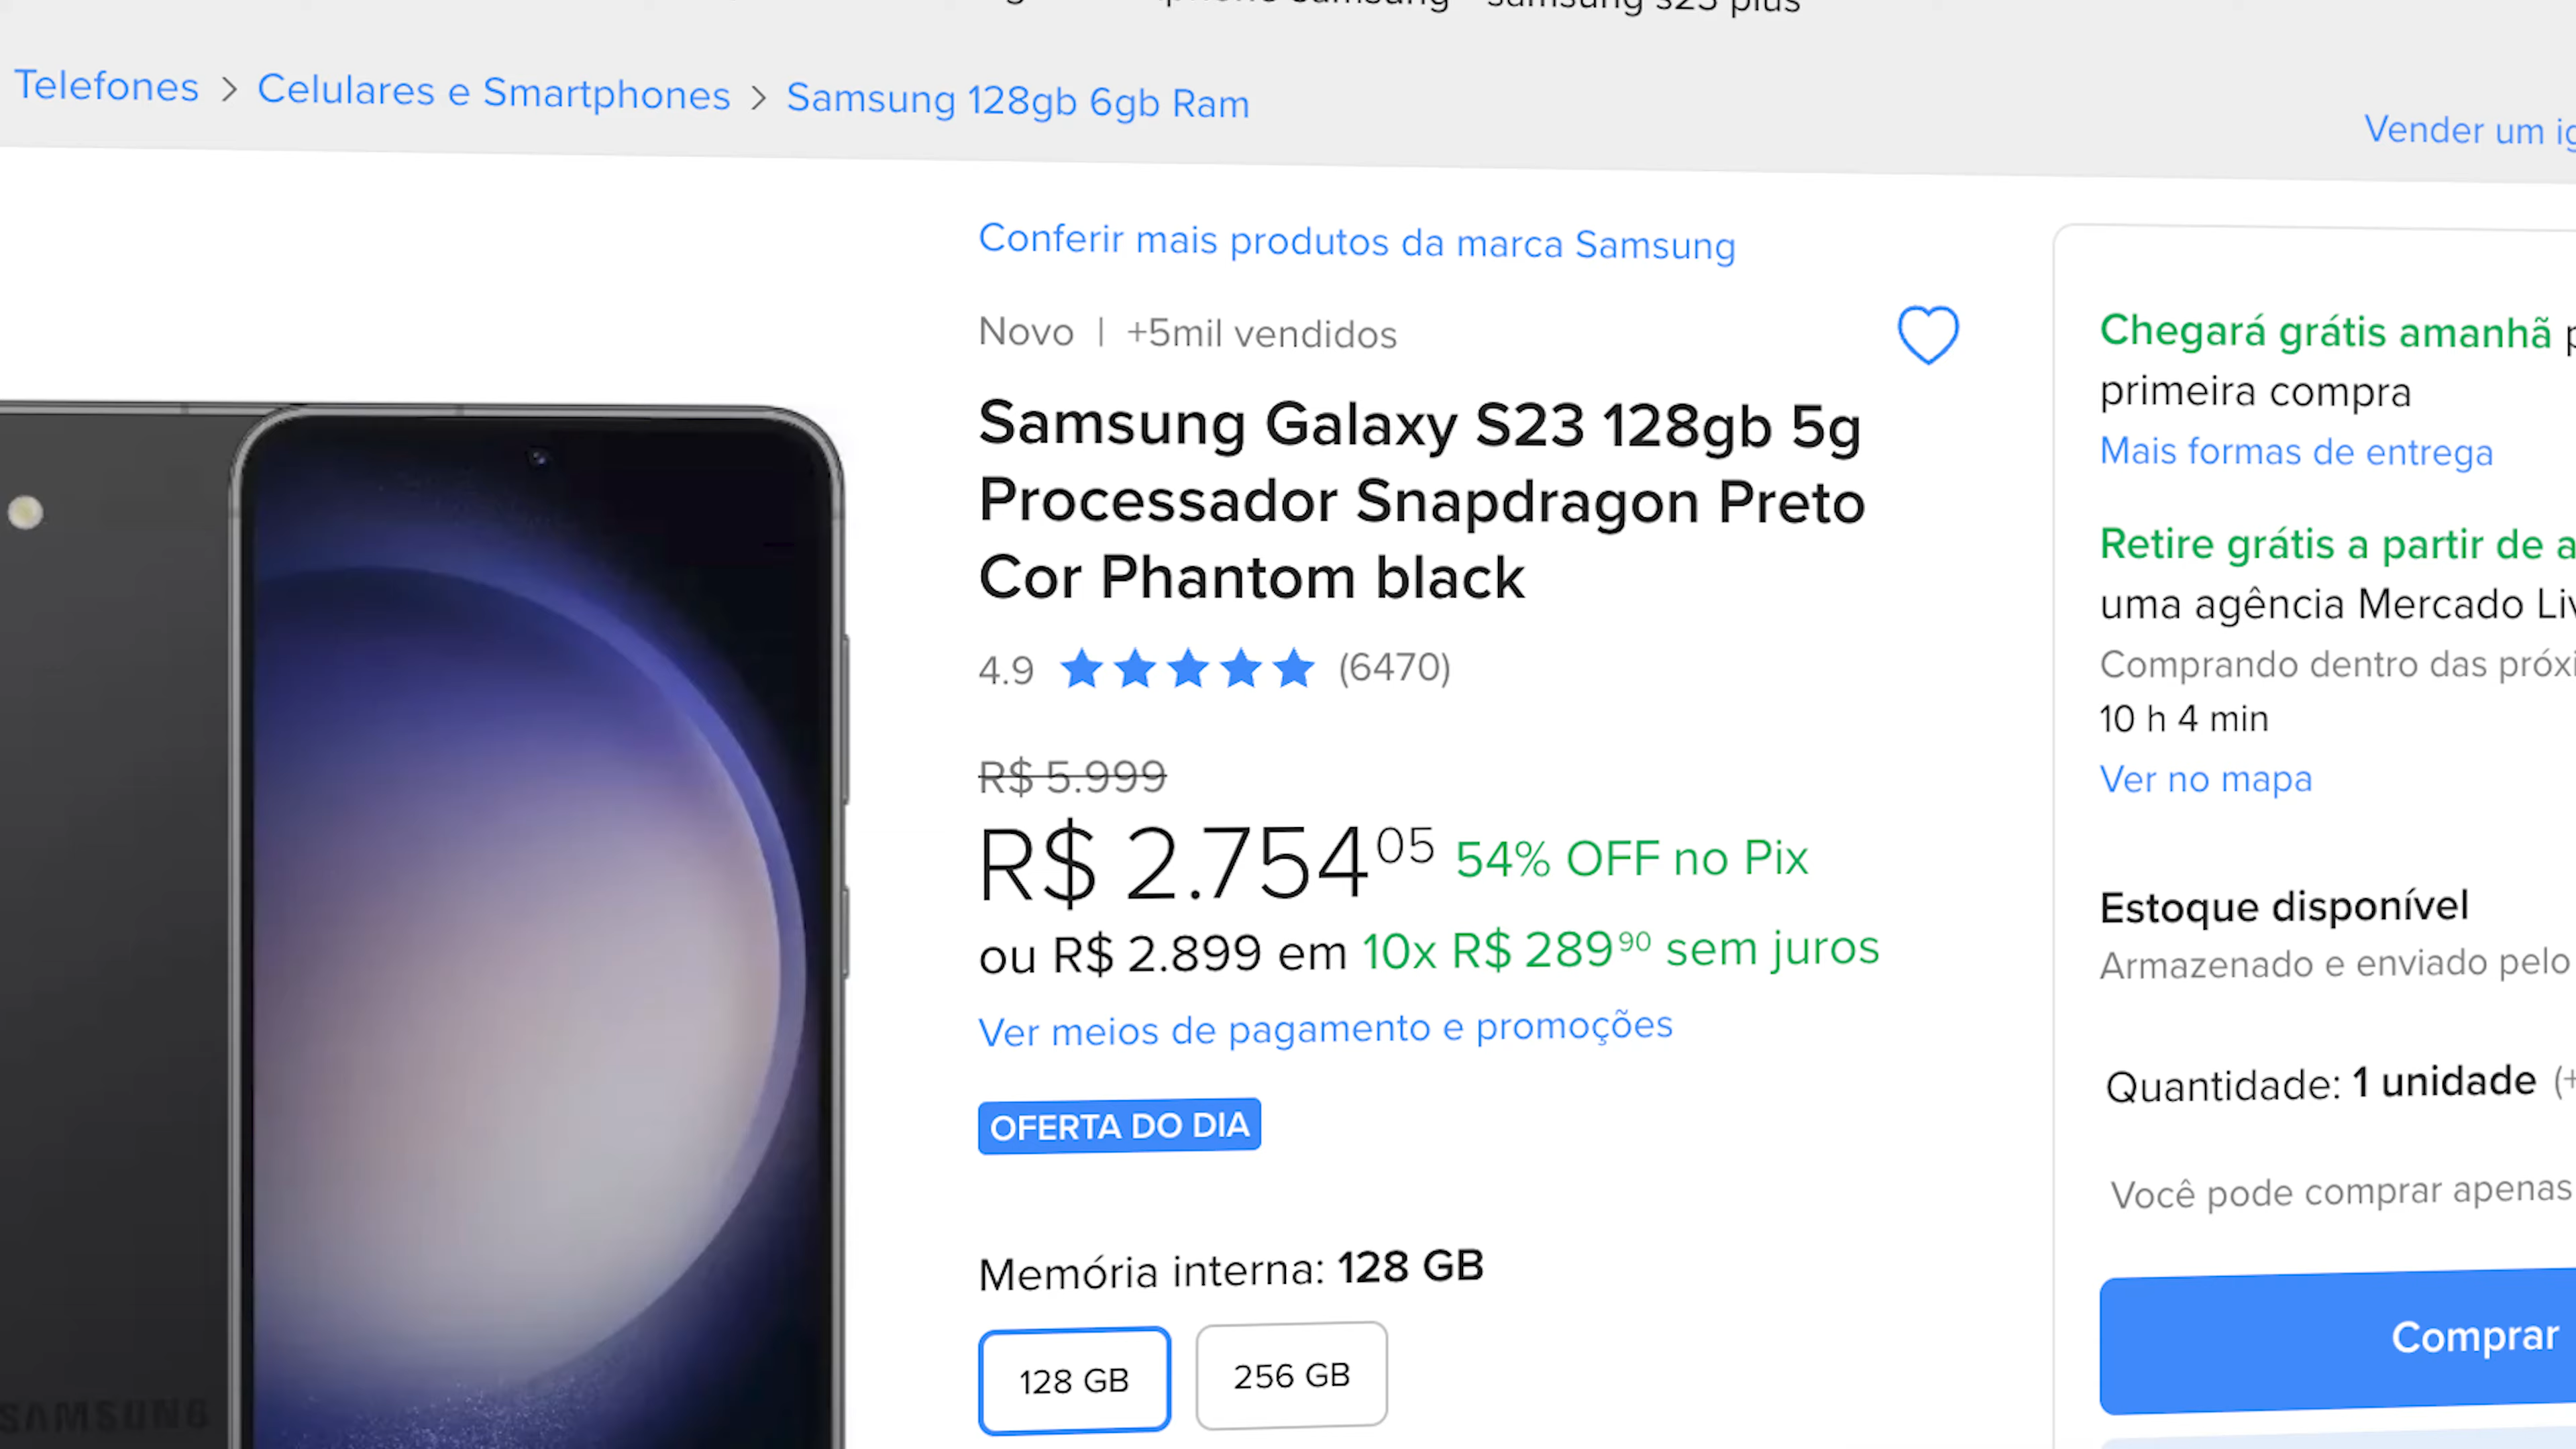 samsung s23 plus
Telefones > Celulares e Smartphones > Samsung 128gb 6gb Ram
Vender um
Conferir mais produtos da marca Samsung
Novo | +5mil vendidos
Samsung Galaxy S23 128gb 5g
Processador Snapdragon Preto
Cor Phantom black
4.9 (6470)
R$ 5.999
R$ 2.754 05 54% OFF no Pix
ou R$ 2.899 em 10x R$ 289 90 sem juros
Ver meios de pagamento e promoções
OFERTA DO DIA
Memória interna: 128 GB
128 GB
256 GB
Chegará grátis amanhã
primeira compra
Mais formas de entrega
Retire grátis a partir de
uma agência Mercado
Comprando dentro das
10 h 4 min
Ver no mapa
Estoque disponível
Armazenado e enviado pelo
Quantidade: 1 unidade
Você pode comprar apenas
Comprar
SAMSUNG